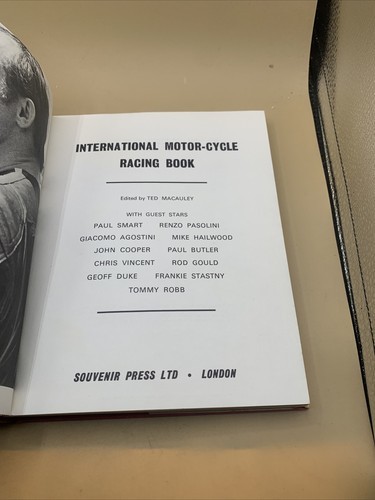 INTERNATIONAL MOTOR-CYCLE
RACING BOOK
Edited by TED MACAULEY
WITH GUEST STARS
PAUL SMART RENZO PASOLINI
GIACOMO AGOSTINI MIKE HAILWOOD
JOHN COOPER PAUL BUTLER
CHRIS VINCENT ROD GOULD
GEOFF DUKE FRANKIE STASTNY
TOMMY ROBB
SOUVENIR PRESS LTD • LONDON